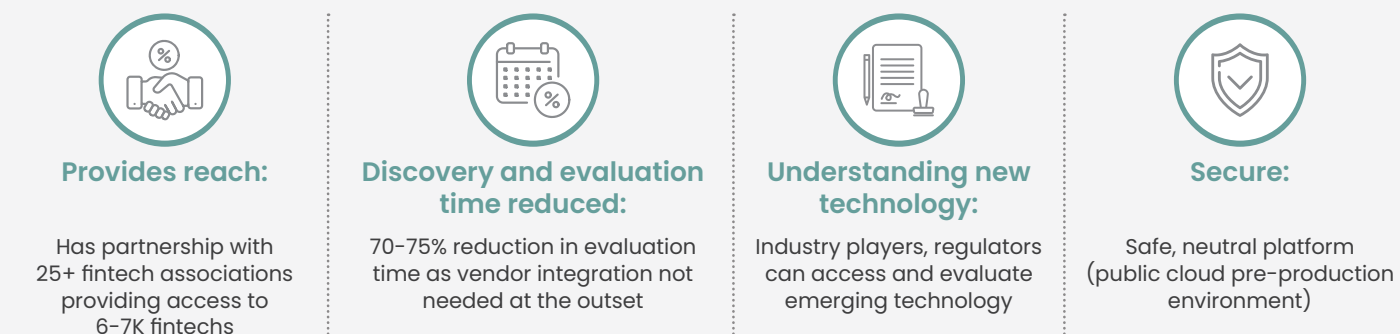 Provides reach:
Has partnership with
25+ fintech associations
providing access to
6-7K fintechs
Discovery and evaluation
time reduced:
70-75% reduction in evaluation
time as vendor integration not
needed at the outset
Understanding new
technology:
Industry players, regulators
can access and evaluate
emerging technology
Secure:
Safe, neutral platform
(public cloud pre-production
environment)